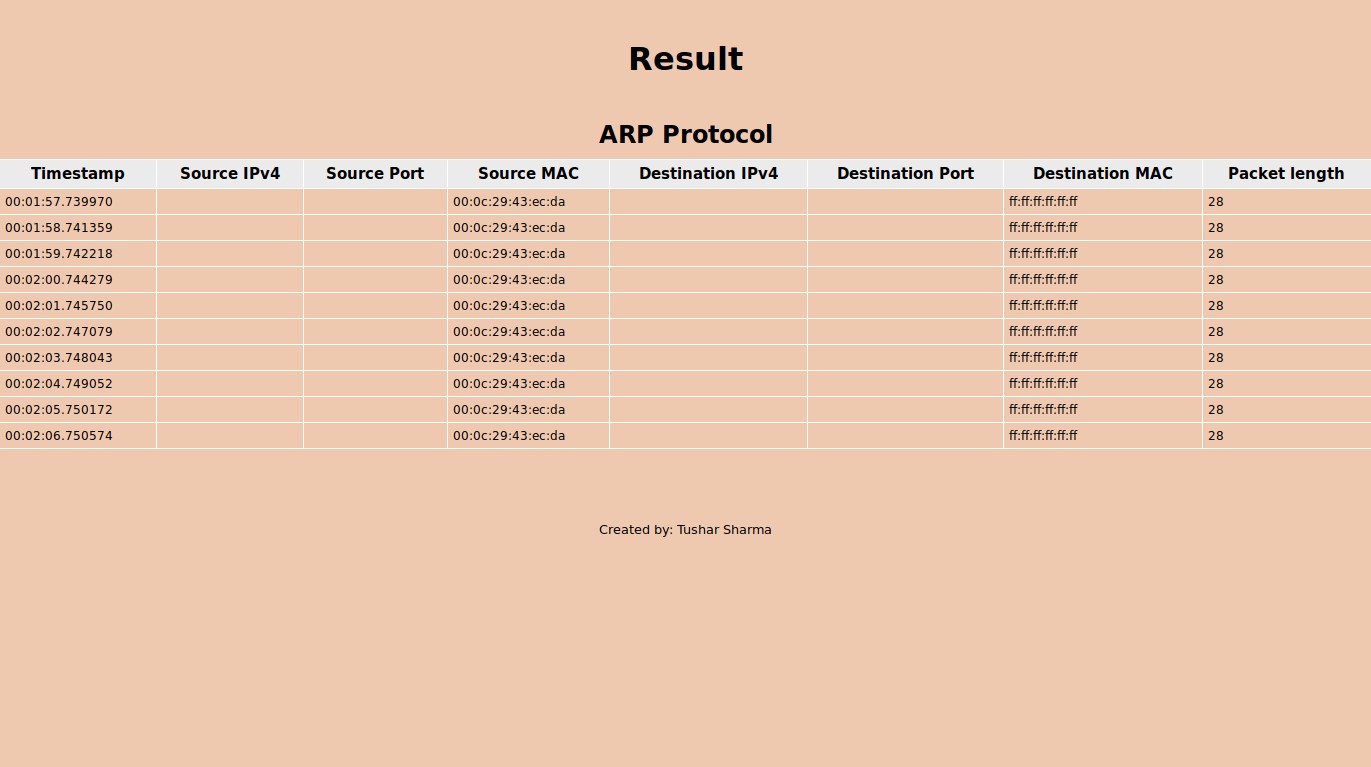 Result
ARP Protocol
Timestamp Source IPv4 Source Port Source MAC Destination IPv4 Destination Port Destination MAC Packet length
00:01:57.739970 00:0c:29:43:ec:da ff:ff:ff:ff:ff:ff 28
00:01:58.741359 00:0c:29:43:ec:da ff:ff:ff:ff:ff:ff 28
00:01:59.742218 00:0c:29:43:ec:da ff:ff:ff:ff:ff:ff 28
00:02:00.744279 00:0c:29:43:ec:da ff:ff:ff:ff:ff:ff 28
00:02:01.745750 00:0c:29:43:ec:da ff:ff:ff:ff:ff:ff 28
00:02:02.747079 00:0c:29:43:ec:da ff:ff:ff:ff:ff:ff 28
00:02:03.748043 00:0c:29:43:ec:da ff:ff:ff:ff:ff:ff 28
00:02:04.749052 00:0c:29:43:ec:da ff:ff:ff:ff:ff:ff 28
00:02:05.750172 00:0c:29:43:ec:da ff:ff:ff:ff:ff:ff 28
00:02:06.750574 00:0c:29:43:ec:da ff:ff:ff:ff:ff:ff 28
Created by: Tushar Sharma